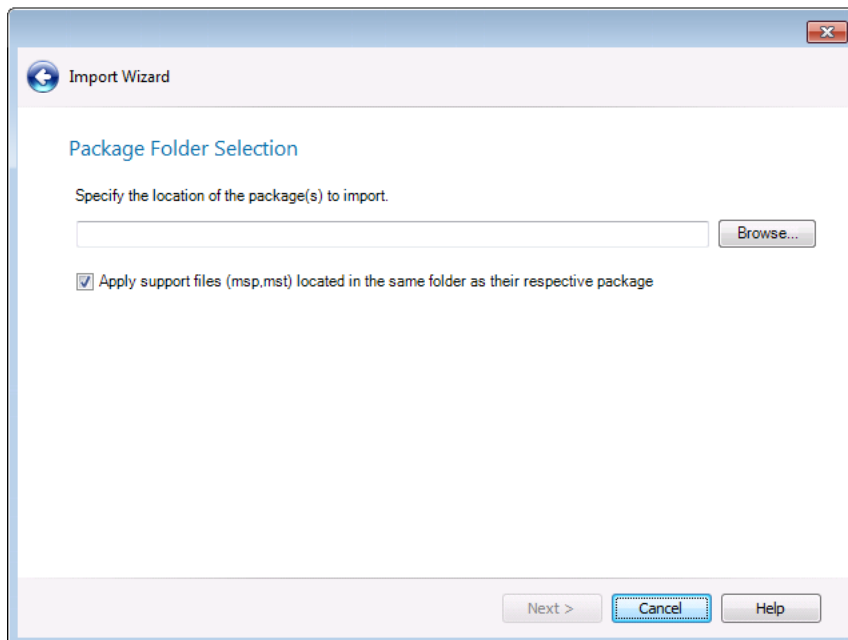 Import Wizard
Package Folder Selection
Specify the location of the package(s) to import.
Browse...
Apply support files (msp,mst) located in the same folder as their respective package
Next >
Cancel
Help